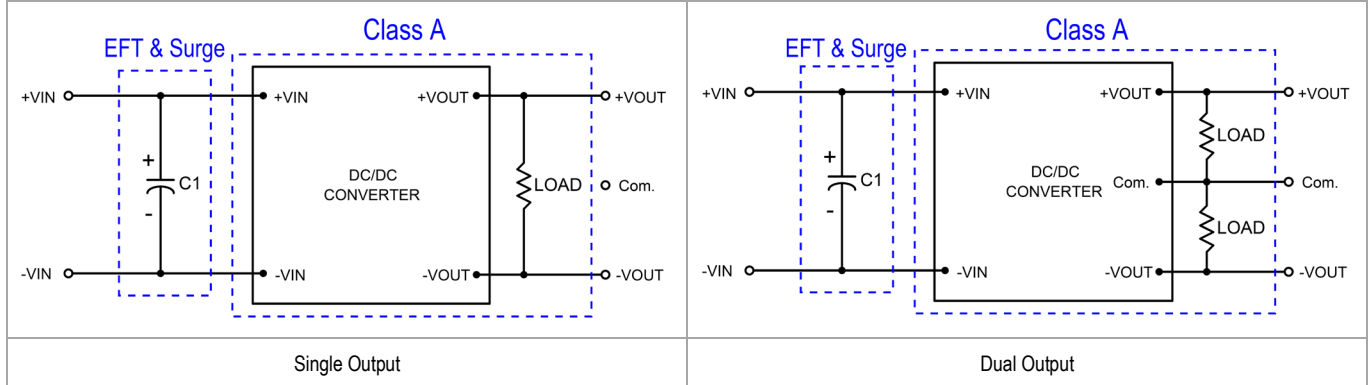 Class A
EFT & Surge
+VIN
+VIN
+VOUT
+VOUT
+
C1
-
DC/DC
CONVERTER
LOAD
Com.
-VIN
-VIN
-VOUT
-VOUT
Single Output
Class A
EFT & Surge
+VIN
+VIN
+VOUT
+VOUT
LOAD
+
C1
-
DC/DC
CONVERTER
Com.
Com.
LOAD
-VIN
-VIN
-VOUT
-VOUT
Dual Output